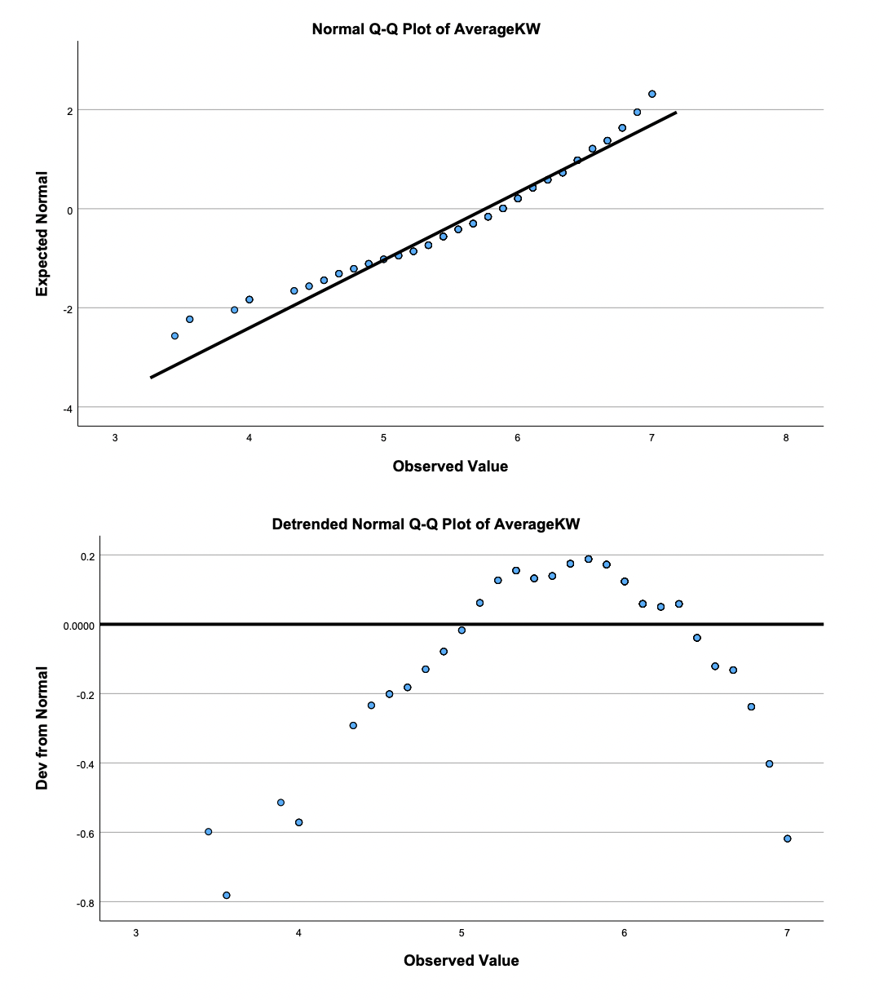 Normal Q-Q Plot of AverageKW
2
0
-2
-4
Expected Normal
3 4 5 6 7 8
Observed Value
Detrended Normal Q-Q Plot of AverageKW
0.2
0.0000
-0.2
-0.4
-0.6
-0.8
Dev from Normal
3 4 5 6 7
Observed Value